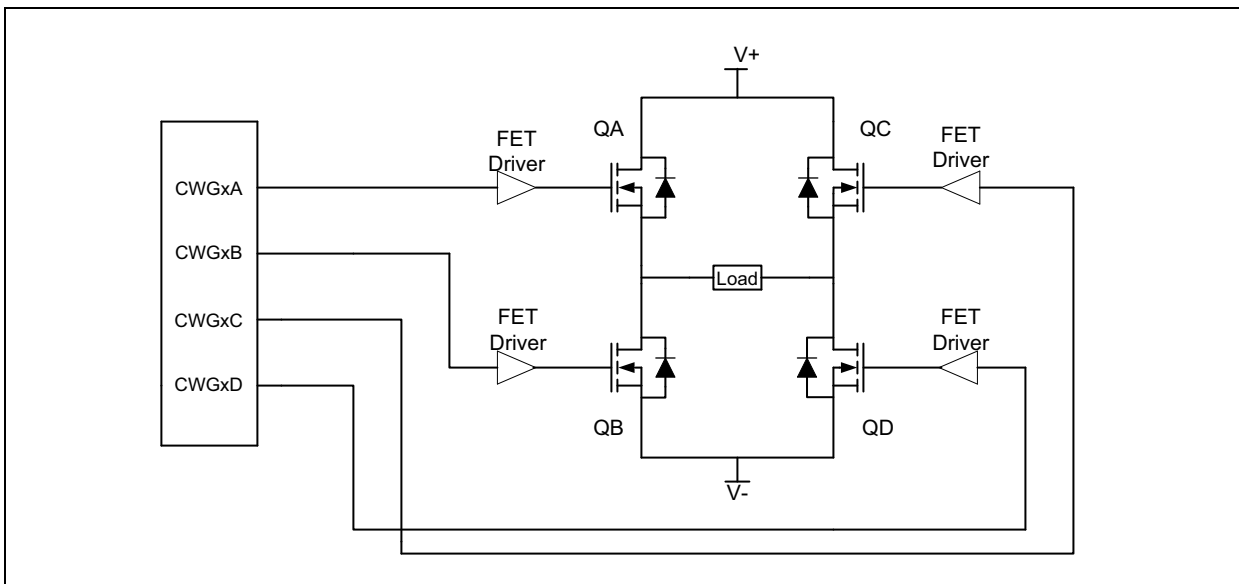 V+
QA
QC
FET
Driver
FET
Driver
CWGxA
CWGxB
Load
CWGxC
FET
Driver
FET
Driver
CWGxD
QB
QD
V-